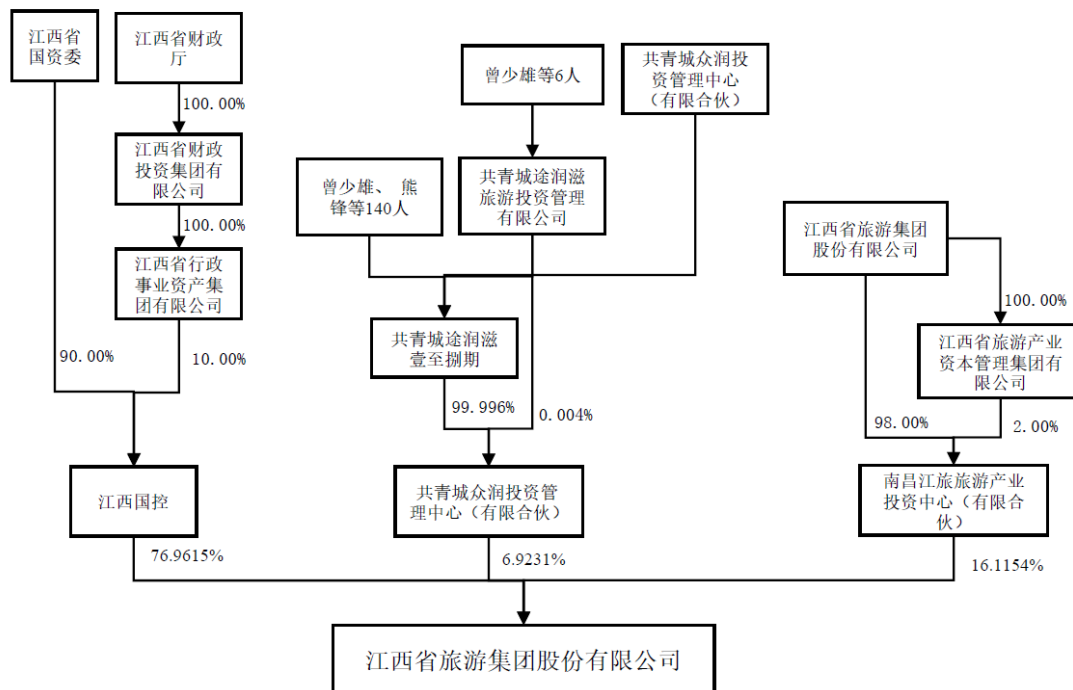 江西省
国资委
江西省财政
厅
曾少雄等6人
共青城众润投
资管理中心
（有限合伙）
100.00%
江西省财政
投资集团有
限公司
曾少雄、 熊
锋等140人
共青城途润滋
旅游投资管理
有限公司
100.00%
江西省旅游集团
股份有限公司
江西省行政
事业资产集
团有限公司
100.00%
90.00%
10.00%
共青城途润滋
壹至捌期
江西省旅游产业
资本管理集团有
限公司
99.996%
0.004%
98.00%
2.00%
江西国控
共青城众润投资管
理中心（有限合伙）
南昌江旅旅游产业
投资中心（有限合
伙）
76.9615%
6.9231%
16.1154%
江西省旅游集团股份有限公司